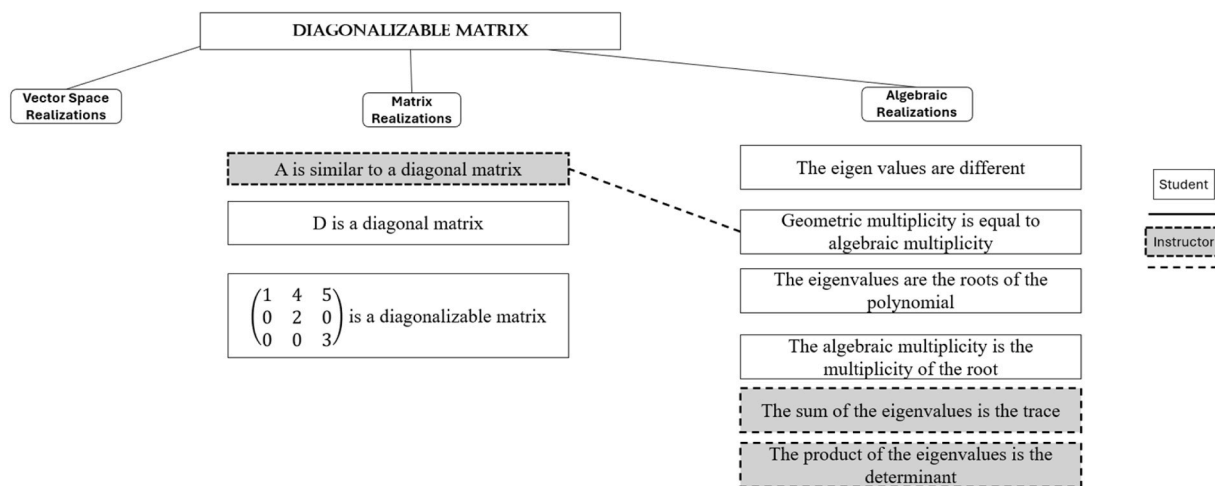 DIAGONALIZABLE MATRIX
Vector Space
Realizations
Matrix
Realizations
Algebraic
Realizations
A is similar to a diagonal matrix
D is a diagonal matrix
1 4 5
0 2 0
0 0 3
is a diagonalizable matrix
The eigen values are different
Geometric multiplicity is equal to
algebraic multiplicity
The eigenvalues are the roots of the
polynomial
The algebraic multiplicity is the
multiplicity of the root
The sum of the eigenvalues is the trace
The product of the eigenvalues is the
determinant
Student
Instructor